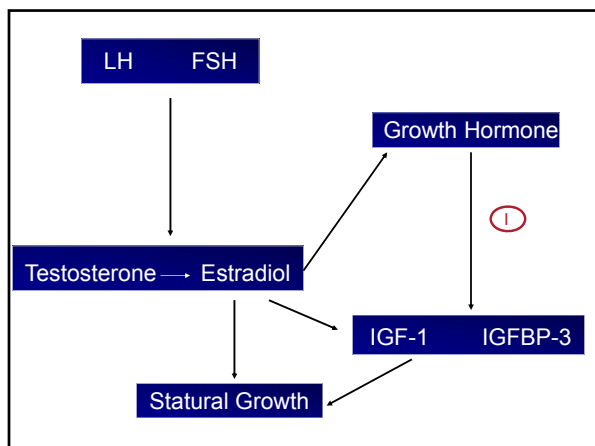 LH FSH
Growth Hormone
I
Testosterone Estradiol
IGF-1 IGFBP-3
Statural Growth